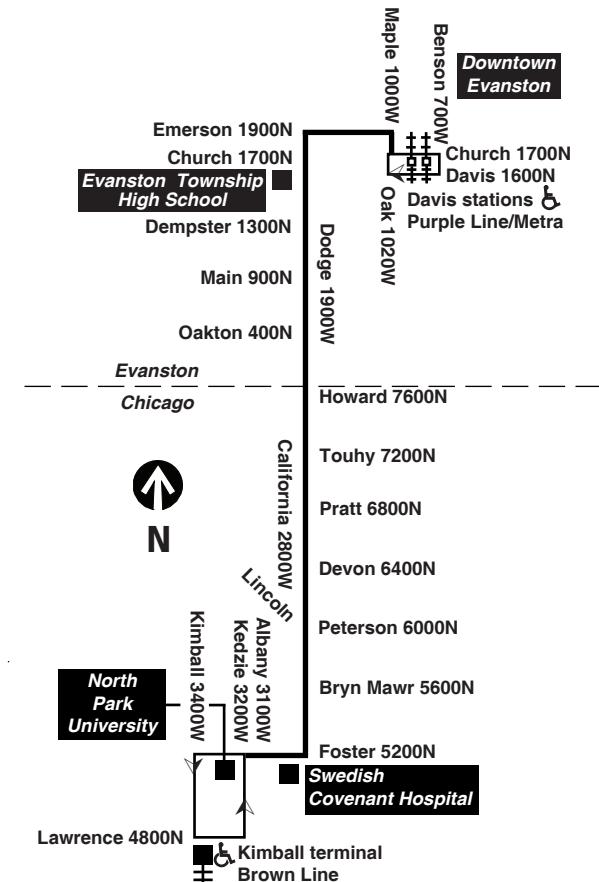 Maple 1000W
Benson 700W
Downtown
Evanston
Emerson 1900N
Church 1700N
Evanston Township
High School
Church 1700N
Davis 1600N
Davis stations
Purple Line/Metra
Oak 1020W
Dempster 1300N
Dodge 1900W
Main 900N
Oakton 400N
Evanston
Chicago
Howard 7600N
California 2800W
Touhy 7200N
N
Pratt 6800N
Devon 6400N
Lincoln
Peterson 6000N
Kimball 3400W
Kedzie 3200W
Albany 3100W
North
Park
University
Bryn Mawr 5600N
Foster 5200N
Swedish
Covenant Hospital
Lawrence 4800N
Kimball terminal
Brown Line